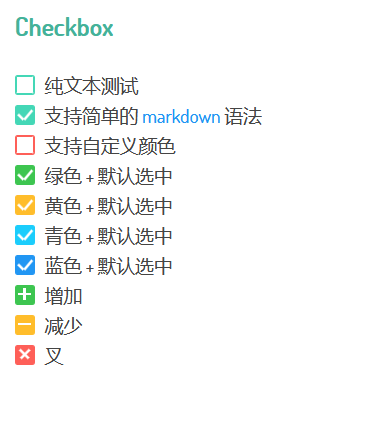 Checkbox
纯文本测试
支持简单的 markdown 语法
支持自定义颜色
绿色 + 默认选中
黄色 + 默认选中
青色 + 默认选中
蓝色 + 默认选中
增加
减少
叉